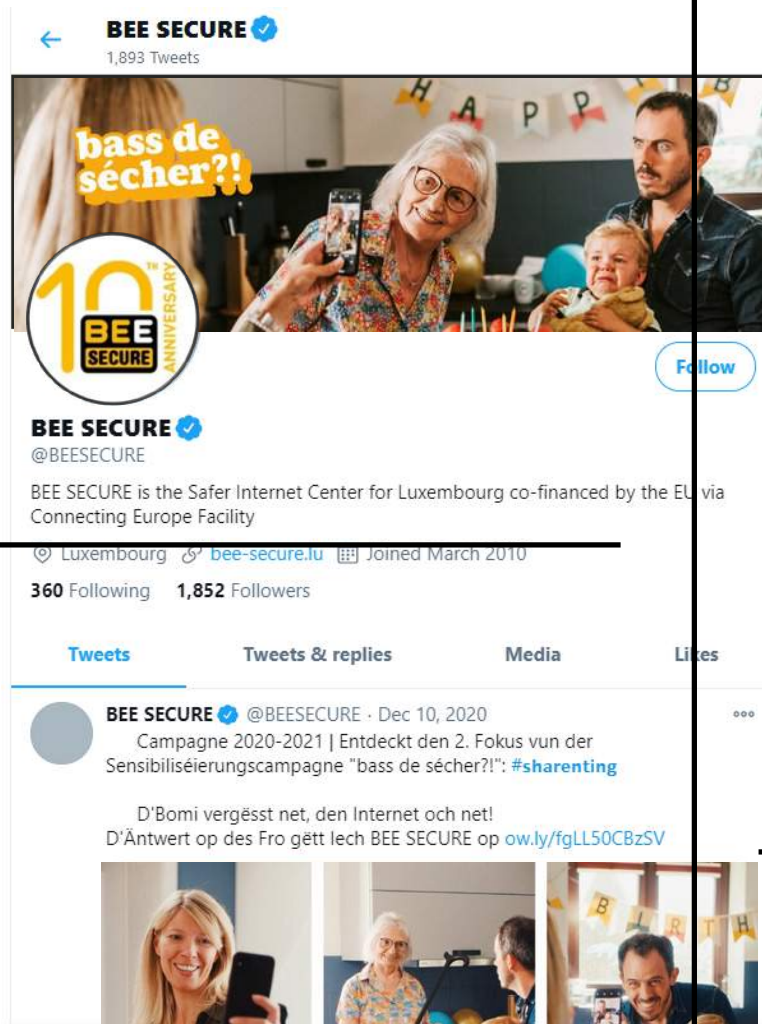 BEE SECURE
1,893 Tweets
HAPP B
bass de
sécher?!
10TH ANNIVERSARY
BEE
SECURE
Follow
BEE SECURE
@BEESECURE
BEE SECURE is the Safer Internet Center for Luxembourg co-financed by the EU via
Connecting Europe Facility
Luxembourg bee-secure.lu Joined March 2010
360 Following 1,852 Followers
Tweets Tweets & replies Media Likes
BEE SECURE @BEESECURE · Dec 10, 2020
Campagne 2020-2021 | Entdeckt den 2. Fokus vun der
Sensibiliséierungscampagne "bass de sécher?!": #sharenting
D'Bomi vergësst net, den Internet och net!
D'Äntwert op des Fro gëtt Iech BEE SECURE op ow.ly/fgLL50CBzSV
BIRTH